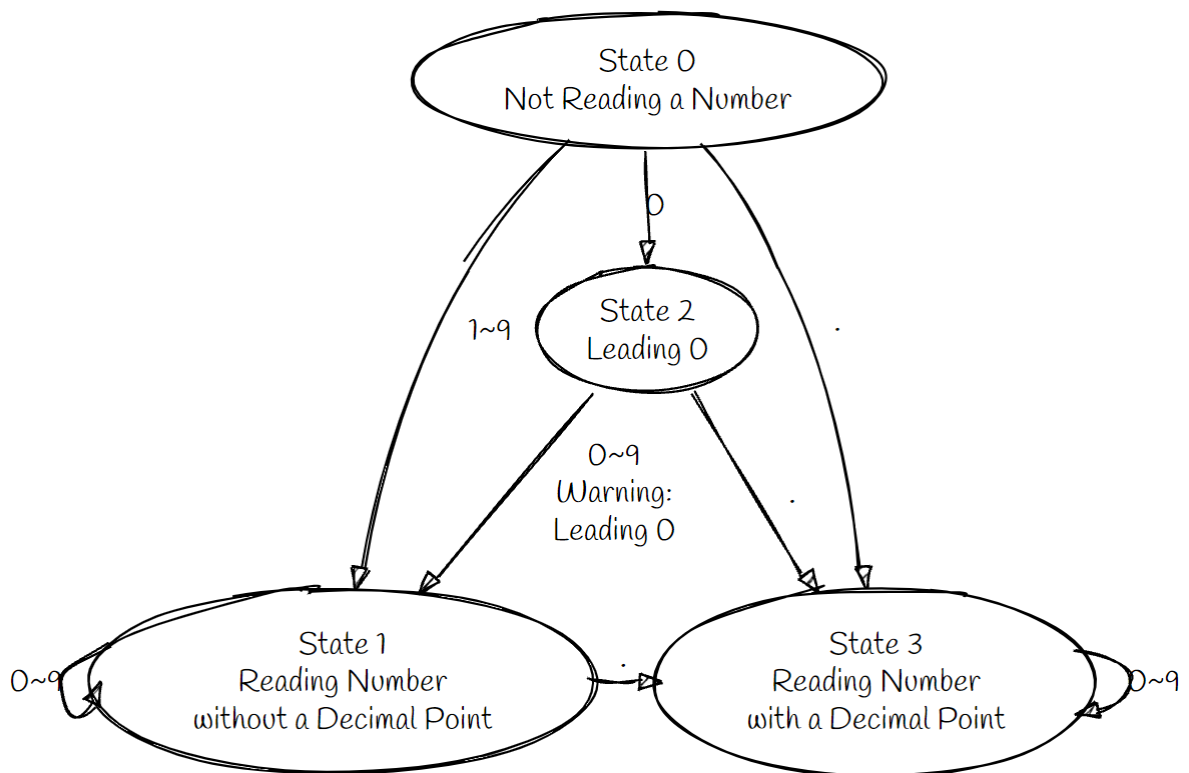 State 0
Not Reading a Number
0
State 2
Leading 0
1~9
.
0~9
Warning:
Leading 0
.
State 1
Reading Number
without a Decimal Point
0~9
.
State 3
Reading Number
with a Decimal Point
0~9